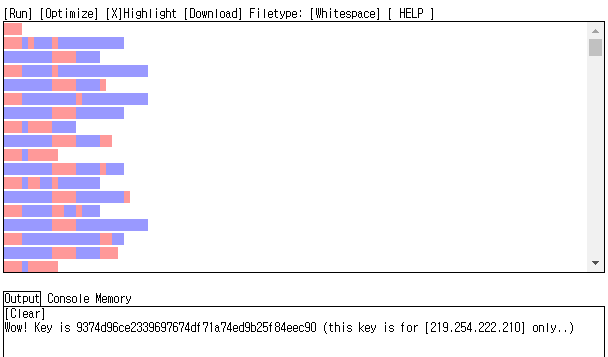 [Run] [Optimize] [X]Highlight [Download] Filetype: [Whitespace] [ HELP ]
Output Console Memory
[Clear]
Wow! Key is 9374d96ce2339697674df71a74ed9b25f84eec90 (this key is for [219.254.222.210] only..)